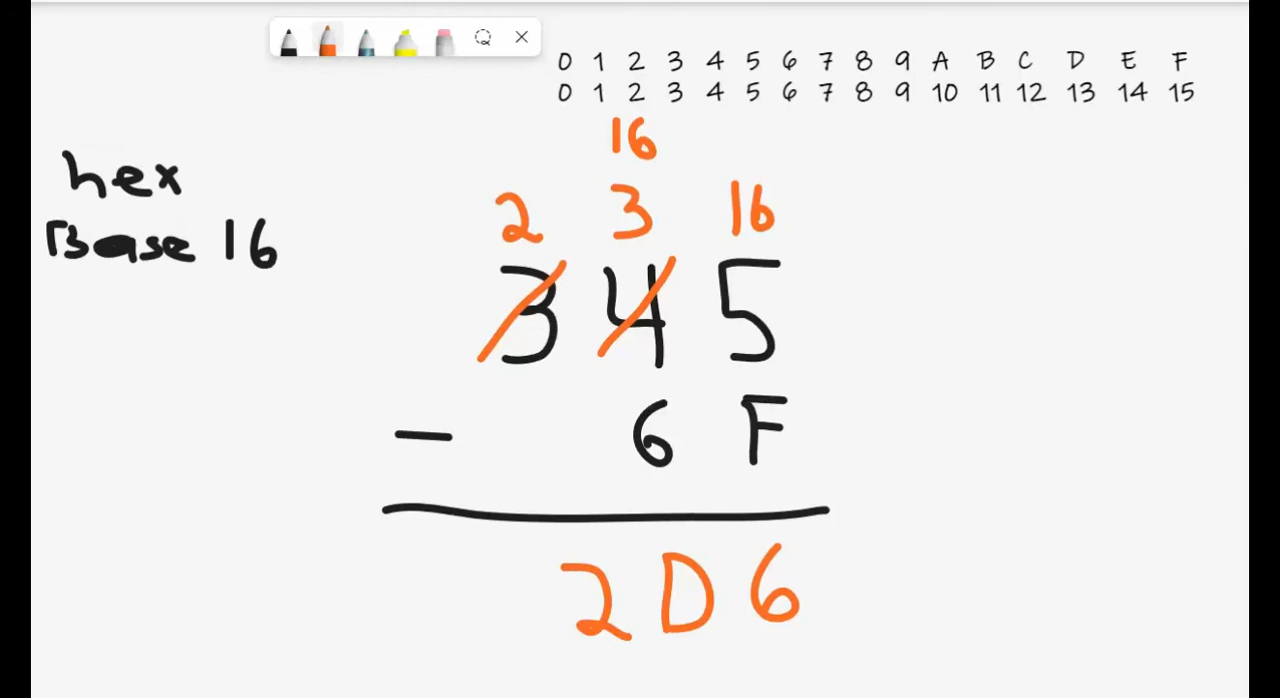 0 1 2 3 4 5 6 7 8 9 A B C D E F
0 1 2 3 4 5 6 7 8 9 10 11 12 13 14 15
hex
Base 16
16
2 3 16
3 4 5
- 6 F
2 D 6